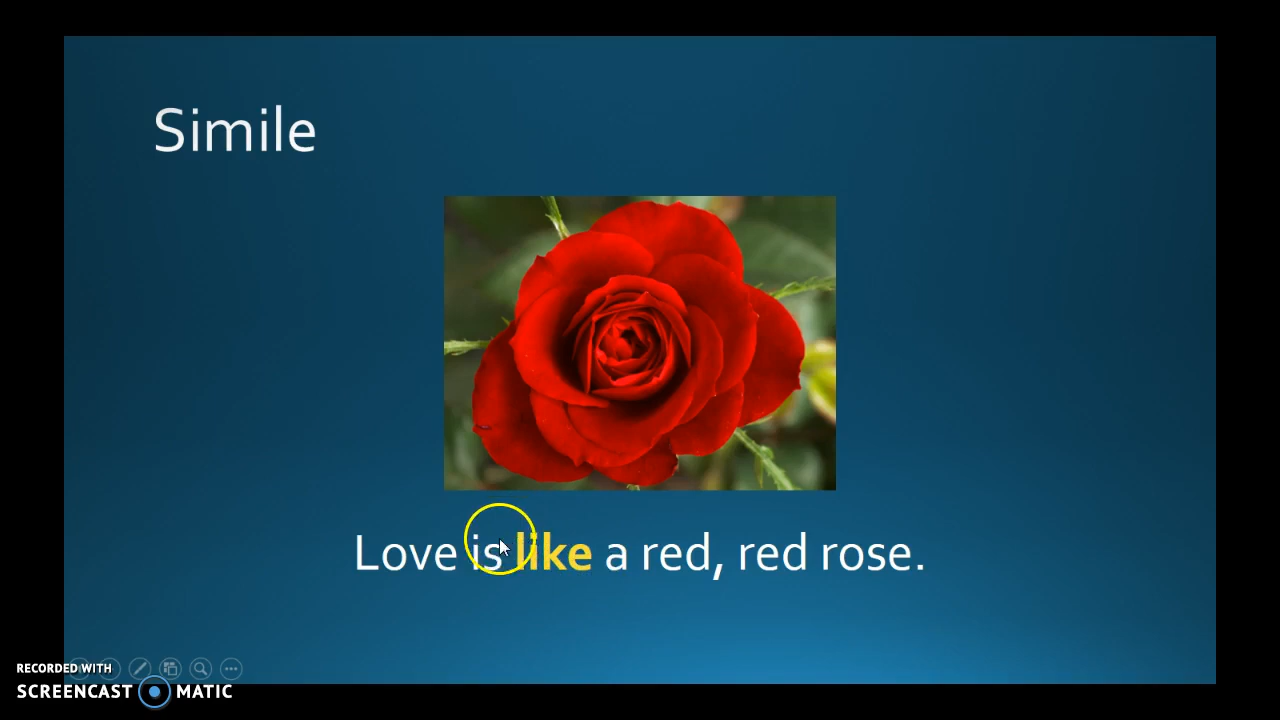 Simile
Love is like a red, red rose.
RECORDED WITH
SCREENCAST MATIC